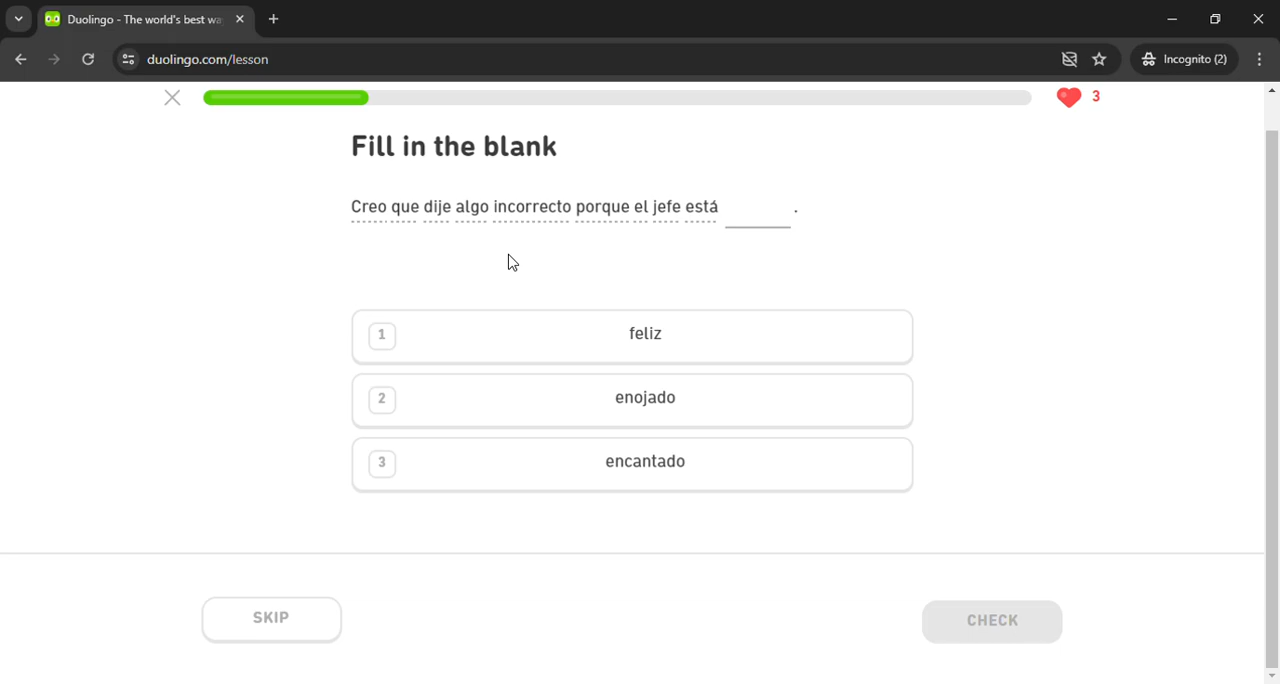 Duolingo - The world's best wa
duolingo.com/lesson
Incognito (2)
3
Fill in the blank
Creo que dije algo incorrecto porque el jefe está ______ .
1 feliz
2 enojado
3 encantado
SKIP
CHECK